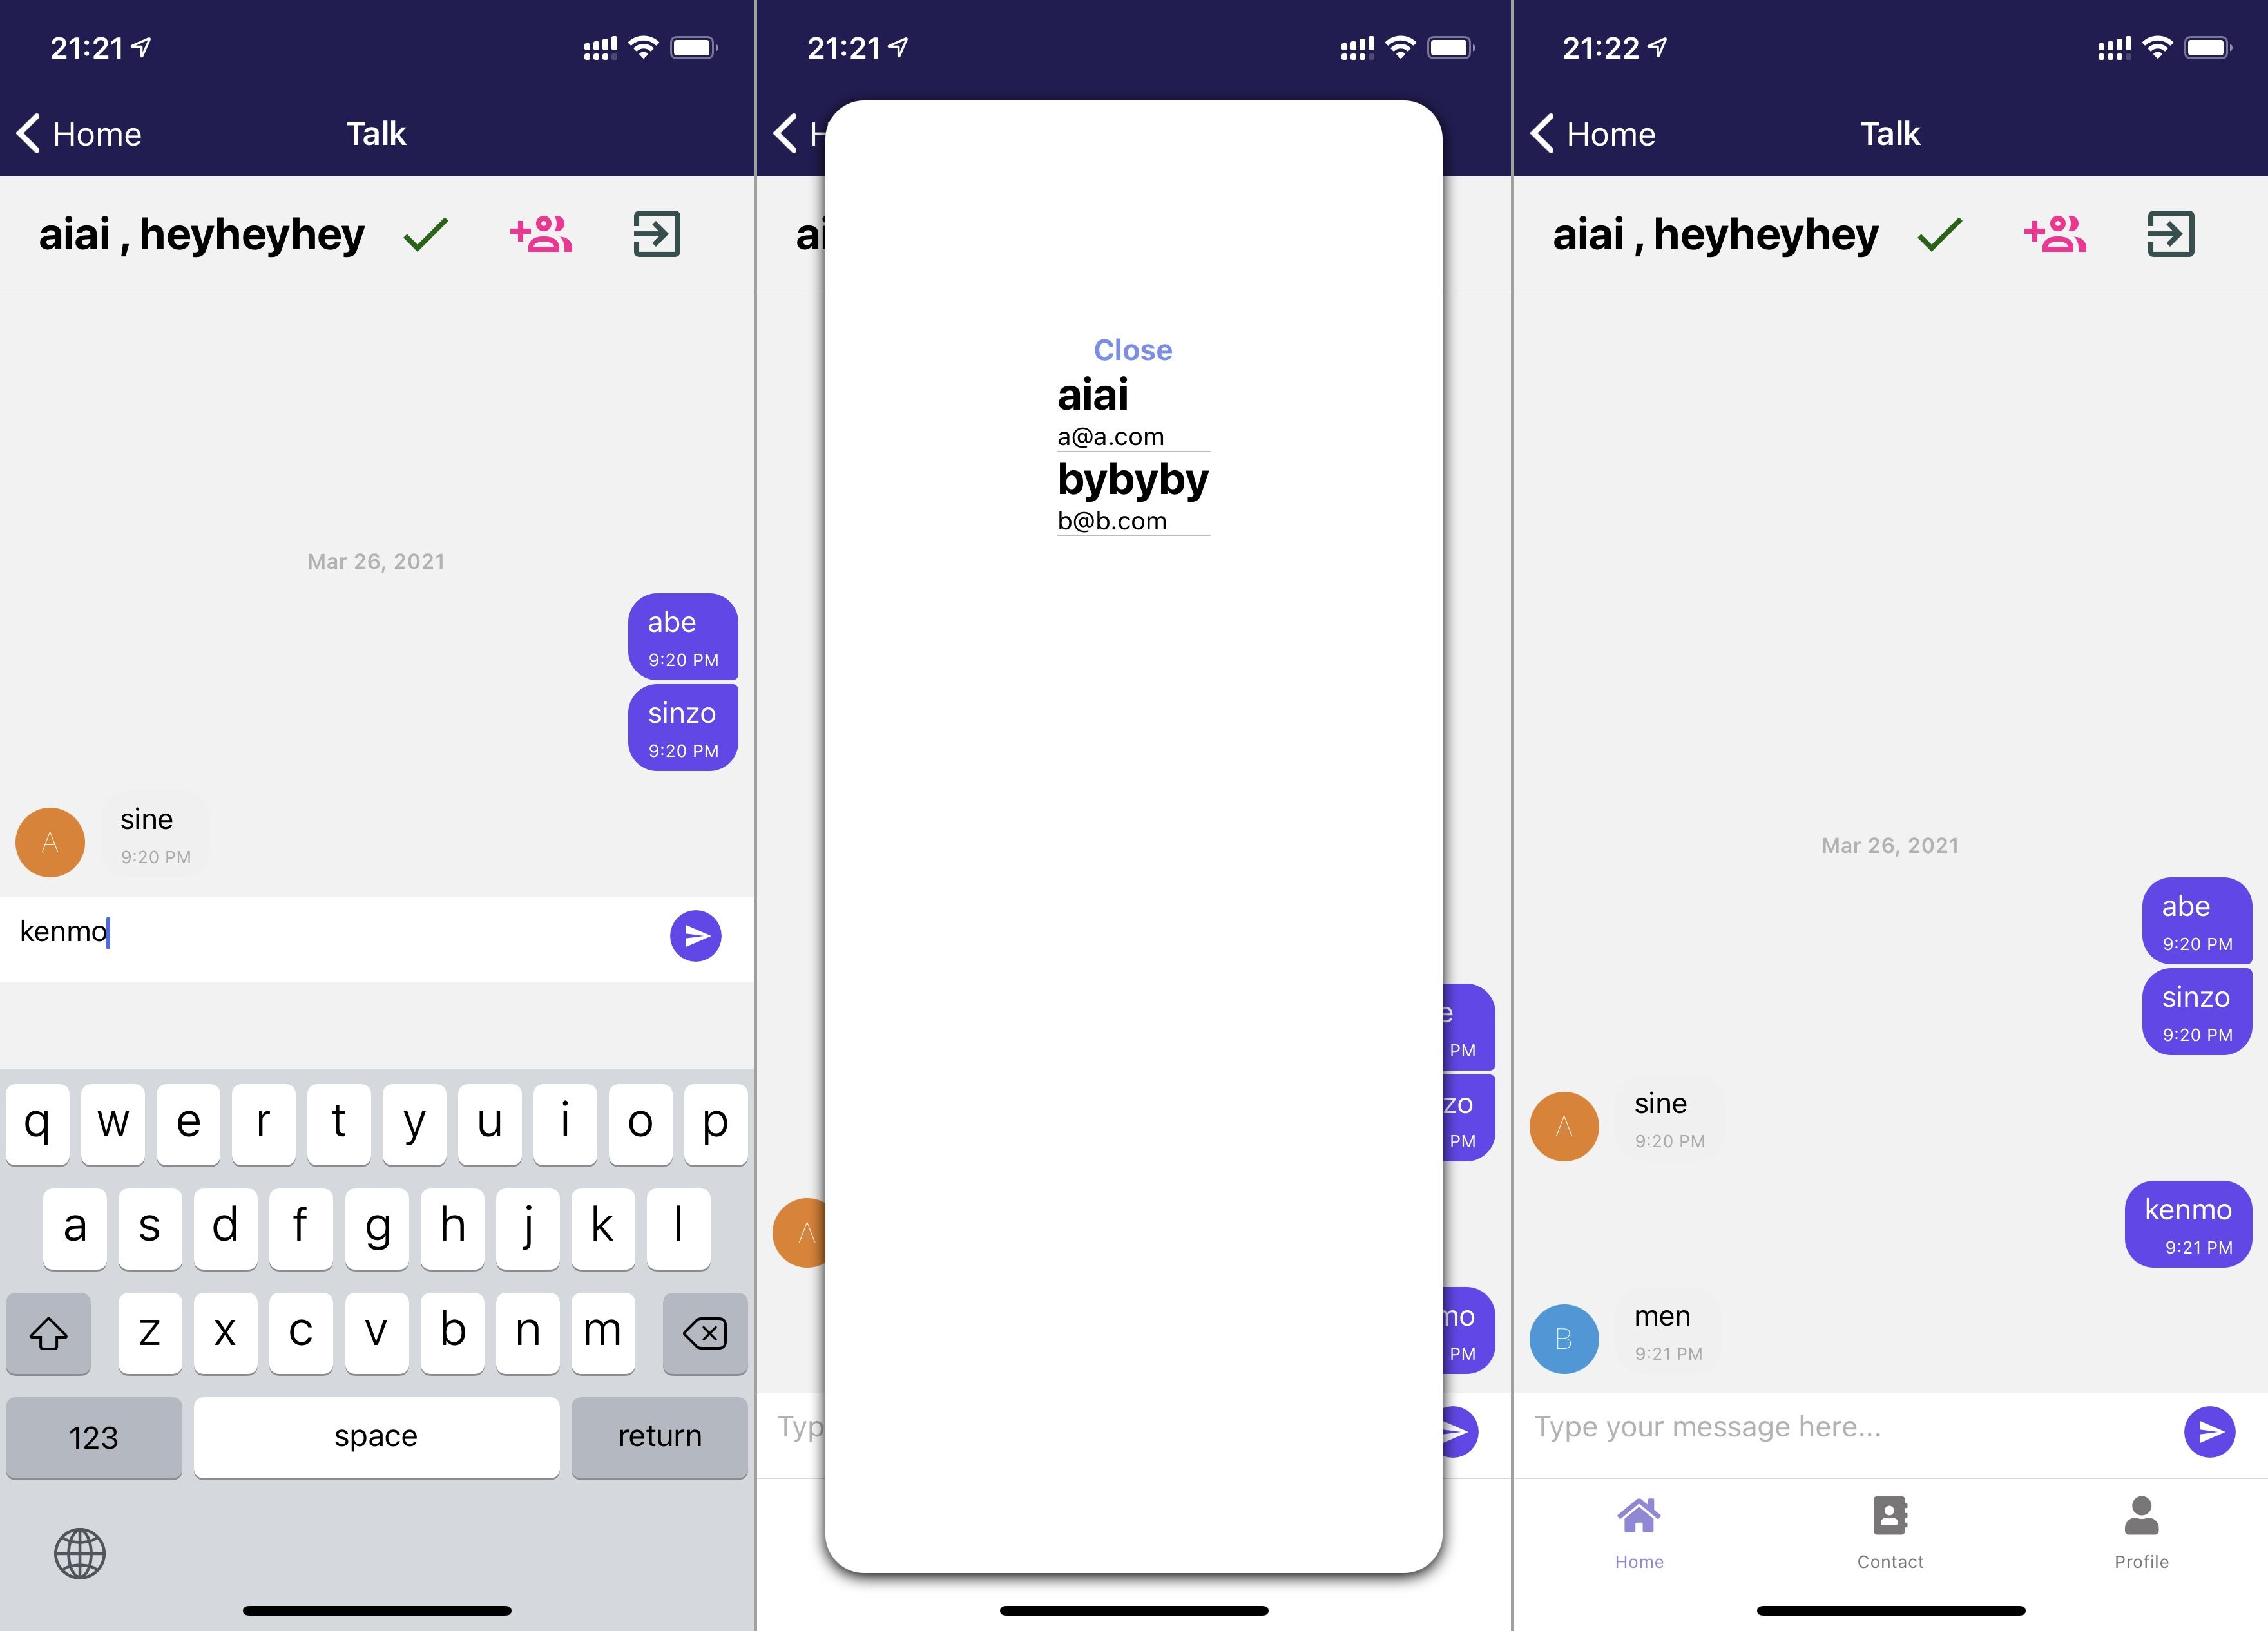 21:21
Home
Talk
aiai , heyheyhey
Mar 26, 2021
abe
9:20 PM
sinzo
9:20 PM
A
sine
9:20 PM
kenmo
q w e r t y u i o p
a s d f g h j k l
z x c v b n m
123
space
return
21:21
H
ai
Close
aiai
a@a.com
bybyby
b@b.com
e
PM
zo
PM
A
mo
PM
Typ
21:22
Home
Talk
aiai , heyheyhey
Mar 26, 2021
abe
9:20 PM
sinzo
9:20 PM
A
sine
9:20 PM
kenmo
9:21 PM
B
men
9:21 PM
Type your message here...
Home
Contact
Profile